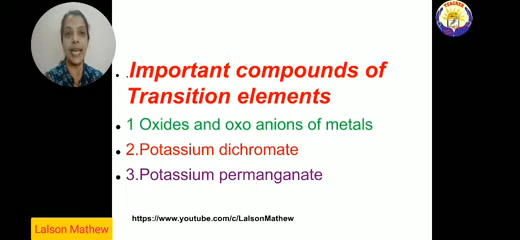 TEACHER
• .Important compounds of
Transition elements
• 1 Oxides and oxo anions of metals
• 2.Potassium dichromate
• 3.Potassium permanganate
https://www.youtube.com/c/LalsonMathew
Lalson Mathew